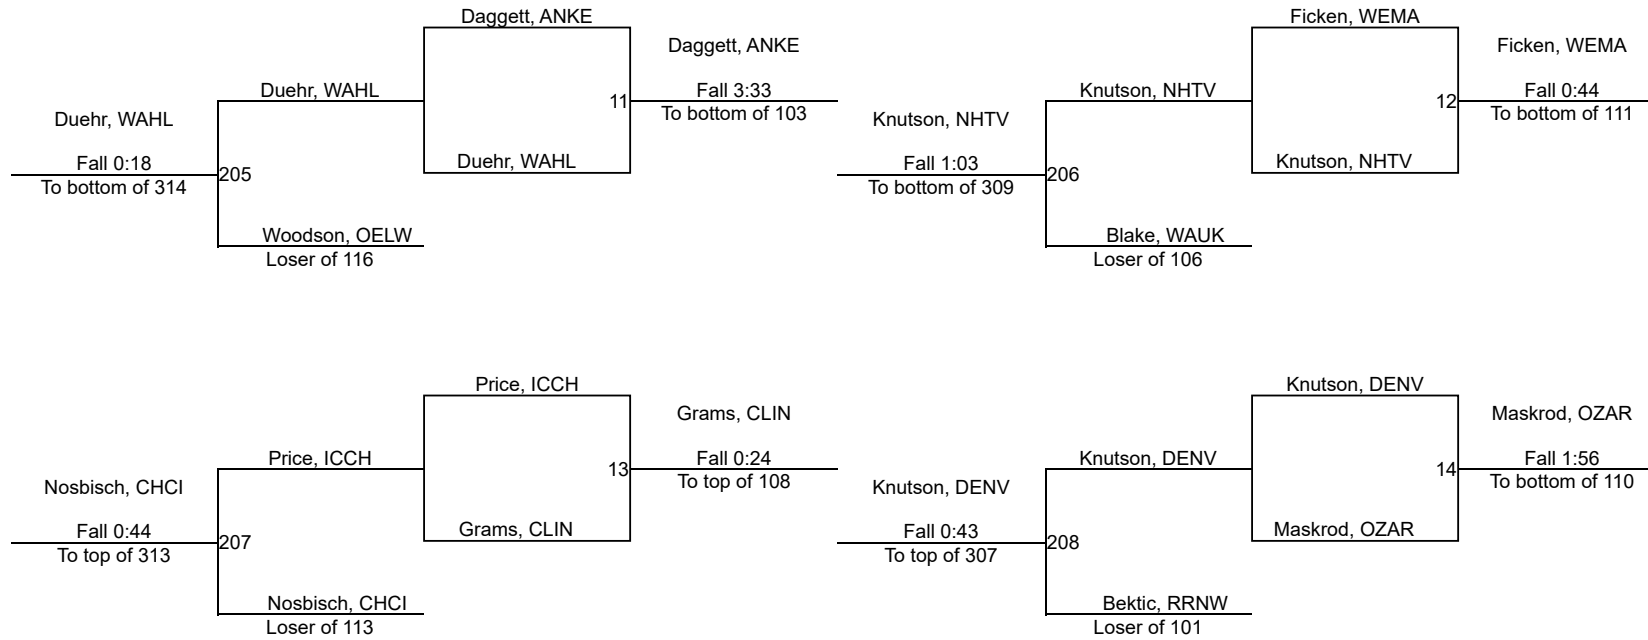 Daggett, ANKE
Daggett, ANKE
Fall 3:33
To bottom of 103
11
Duehr, WAHL
Duehr, WAHL
Duehr, WAHL
Fall 0:18
To bottom of 314
205
Woodson, OELW
Loser of 116
Ficken, WEMA
Ficken, WEMA
Fall 0:44
To bottom of 111
12
Knutson, NHTV
Knutson, NHTV
Knutson, NHTV
Fall 1:03
To bottom of 309
206
Blake, WAUK
Loser of 106
Price, ICCH
Grams, CLIN
Fall 0:24
To top of 108
13
Price, ICCH
Grams, CLIN
Nosbisch, CHCI
Fall 0:44
To top of 313
207
Nosbisch, CHCI
Loser of 113
Knutson, DENV
Maskrod, OZAR
Fall 1:56
To bottom of 110
14
Knutson, DENV
Maskrod, OZAR
Knutson, DENV
Fall 0:43
To top of 307
208
Bektic, RRNW
Loser of 101